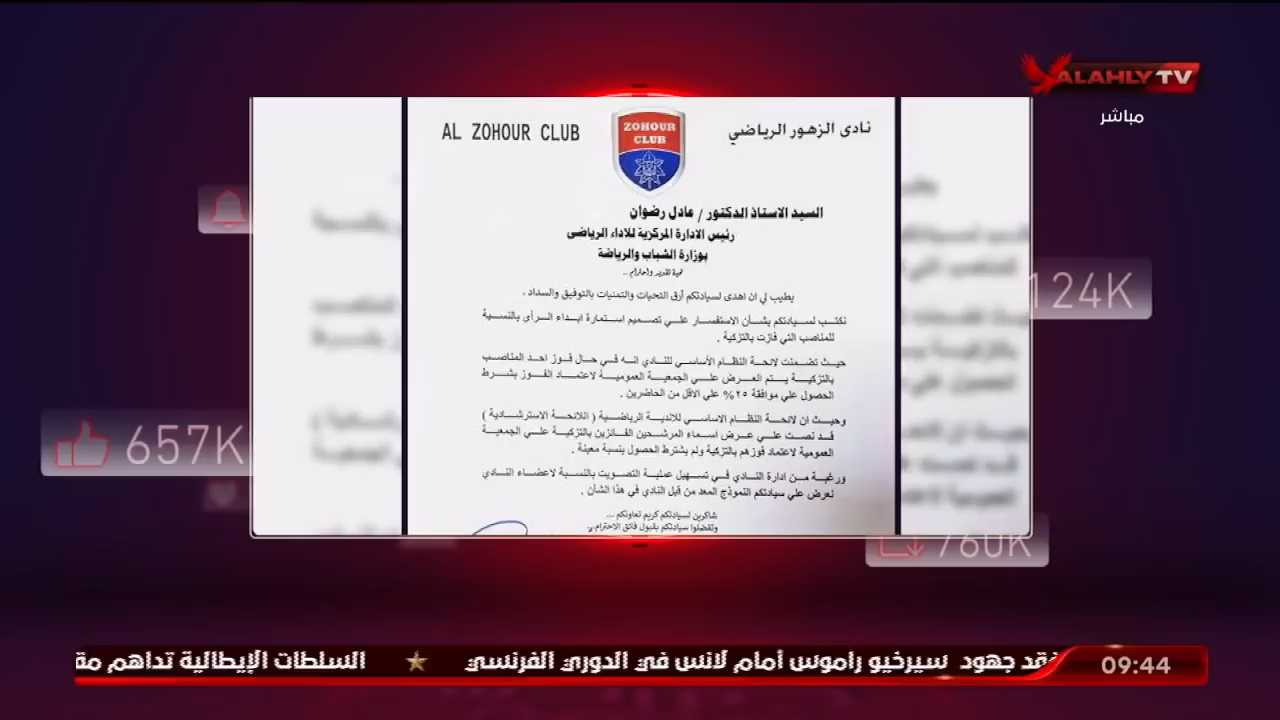 ALAHLY TV
مباشر
AL ZOHOUR CLUB
ZOHOUR
CLUB
نادى الزهور الرياضي
السيد الاستاذ الدكتور / عادل رضوان
رئيس الادارة المركزية للاداء الرياضى
بوزارة الشباب والرياضة
تحية تقدير واحترام ..
يطيب لي ان اهدى لسيادتكم أرق التحيات والتمنيات بالتوفيق والسداد .
نكتب لسيادتكم بشأن الاستفسار علي تصميم استمارة ابداء الرأى بالنسبة
للمناصب التي فازت بالتزكية .
حيث تضمنت لائحة النظام الأساسي للنادي انه في حال فوز احد المناصب
بالتزكية يتم العرض علي الجمعية العمومية لاعتماد الفوز بشرط
الحصول علي موافقة ٢٥% علي الاقل من الحاضرين .
وحيث ان لائحة النظام الاساسي للاندية الرياضية ( اللائحة الاسترشادية )
قد نصت علي عرض اسماء المرشحين الفائزين بالتزكية علي الجمعية
العمومية لاعتماد فوزهم بالتزكية ولم يشترط الحصول بنسبة معينة .
ورغبة من ادارة النادي في تسهيل عملية التصويت بالنسبة لاعضاء النادي
نعرض علي سيادتكم النموذج المعد من قبل النادي في هذا الشأن .
شاكرين لسيادتكم كريم تعاونكم ...
وتفضلوا سيادتكم بقبول فائق الاحترام
124K
657K
760K
فقد جهود سيرخيو راموس أمام لانس في الدوري الفرنسي ★ السلطات الإيطالية تداهم مق
09:44